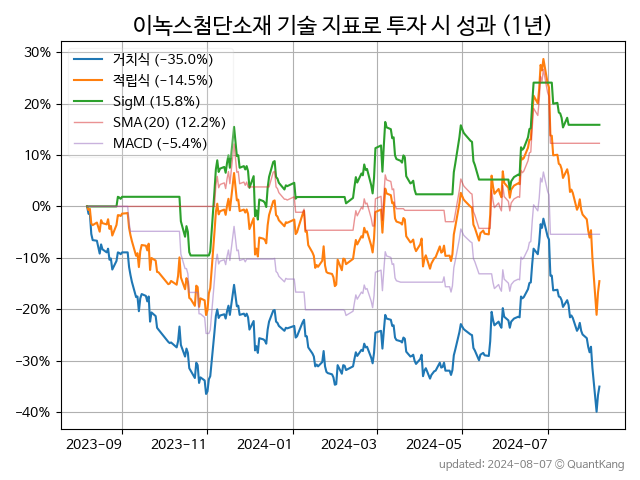 이녹스첨단소재 기술 지표로 투자 시 성과 (1년)
30%
20%
10%
0%
−10%
−20%
−30%
−40%
거치식 (−35.0%)
적립식 (−14.5%)
SigM (15.8%)
SMA(20) (12.2%)
MACD (−5.4%)
2023-09
2023-11
2024-01
2024-03
2024-05
2024-07
updated: 2024-08-07 © QuantKang